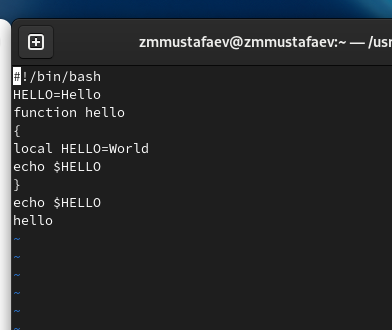 zmmustafaev@zmmustafaev:~ — /usr
#!/bin/bash
HELLO=Hello
function hello
{
local HELLO=World
echo $HELLO
}
echo $HELLO
hello
~
~
~
~
~
~